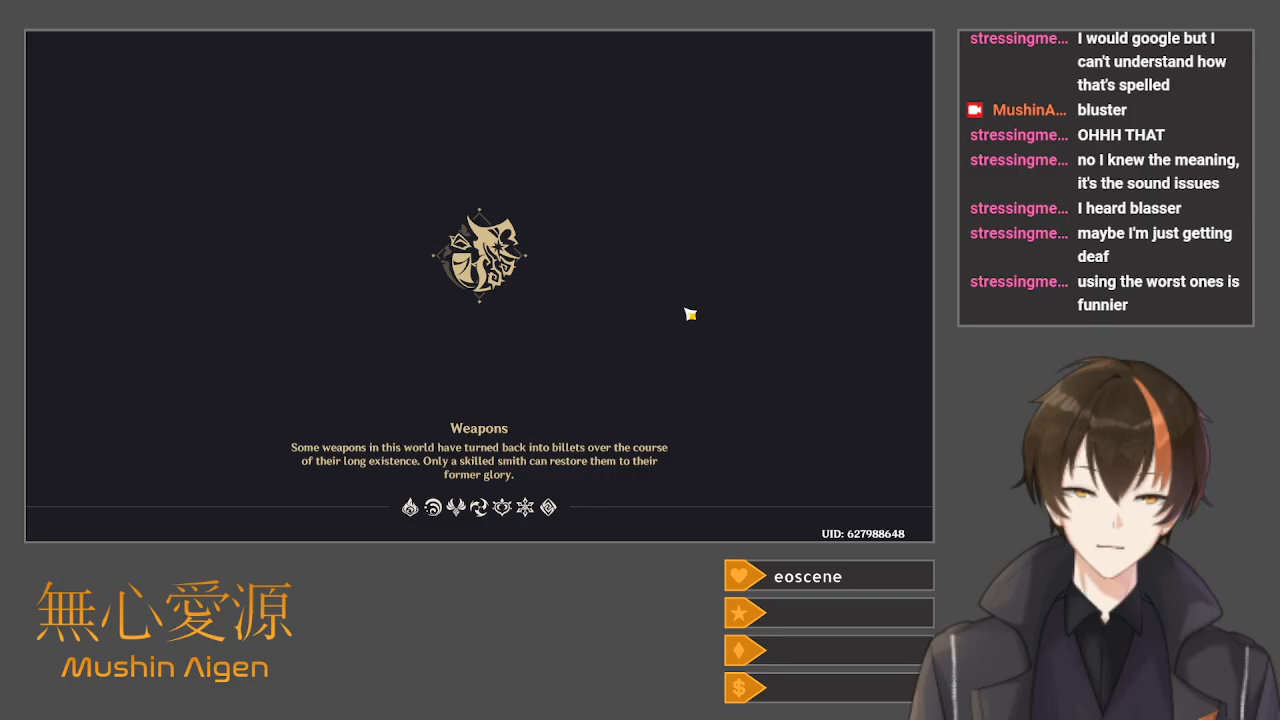 stressingme... I would google but I
can't understand how
that's spelled
MushinA... bluster
stressingme... OHHH THAT
stressingme... no I knew the meaning,
it's the sound issues
stressingme... I heard blasser
stressingme... maybe I'm just getting
deaf
stressingme... using the worst ones is
funnier
Weapons
Some weapons in this world have turned back into billets over the course
of their long existence. Only a skilled smith can restore them to their
former glory.
UID: 627988648
eoscene
無心愛源
Mushin Aigen